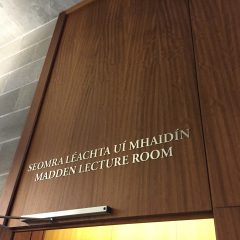 SEOMRA LÉACHTA UÍ MHAIDÍN
MADDEN LECTURE ROOM